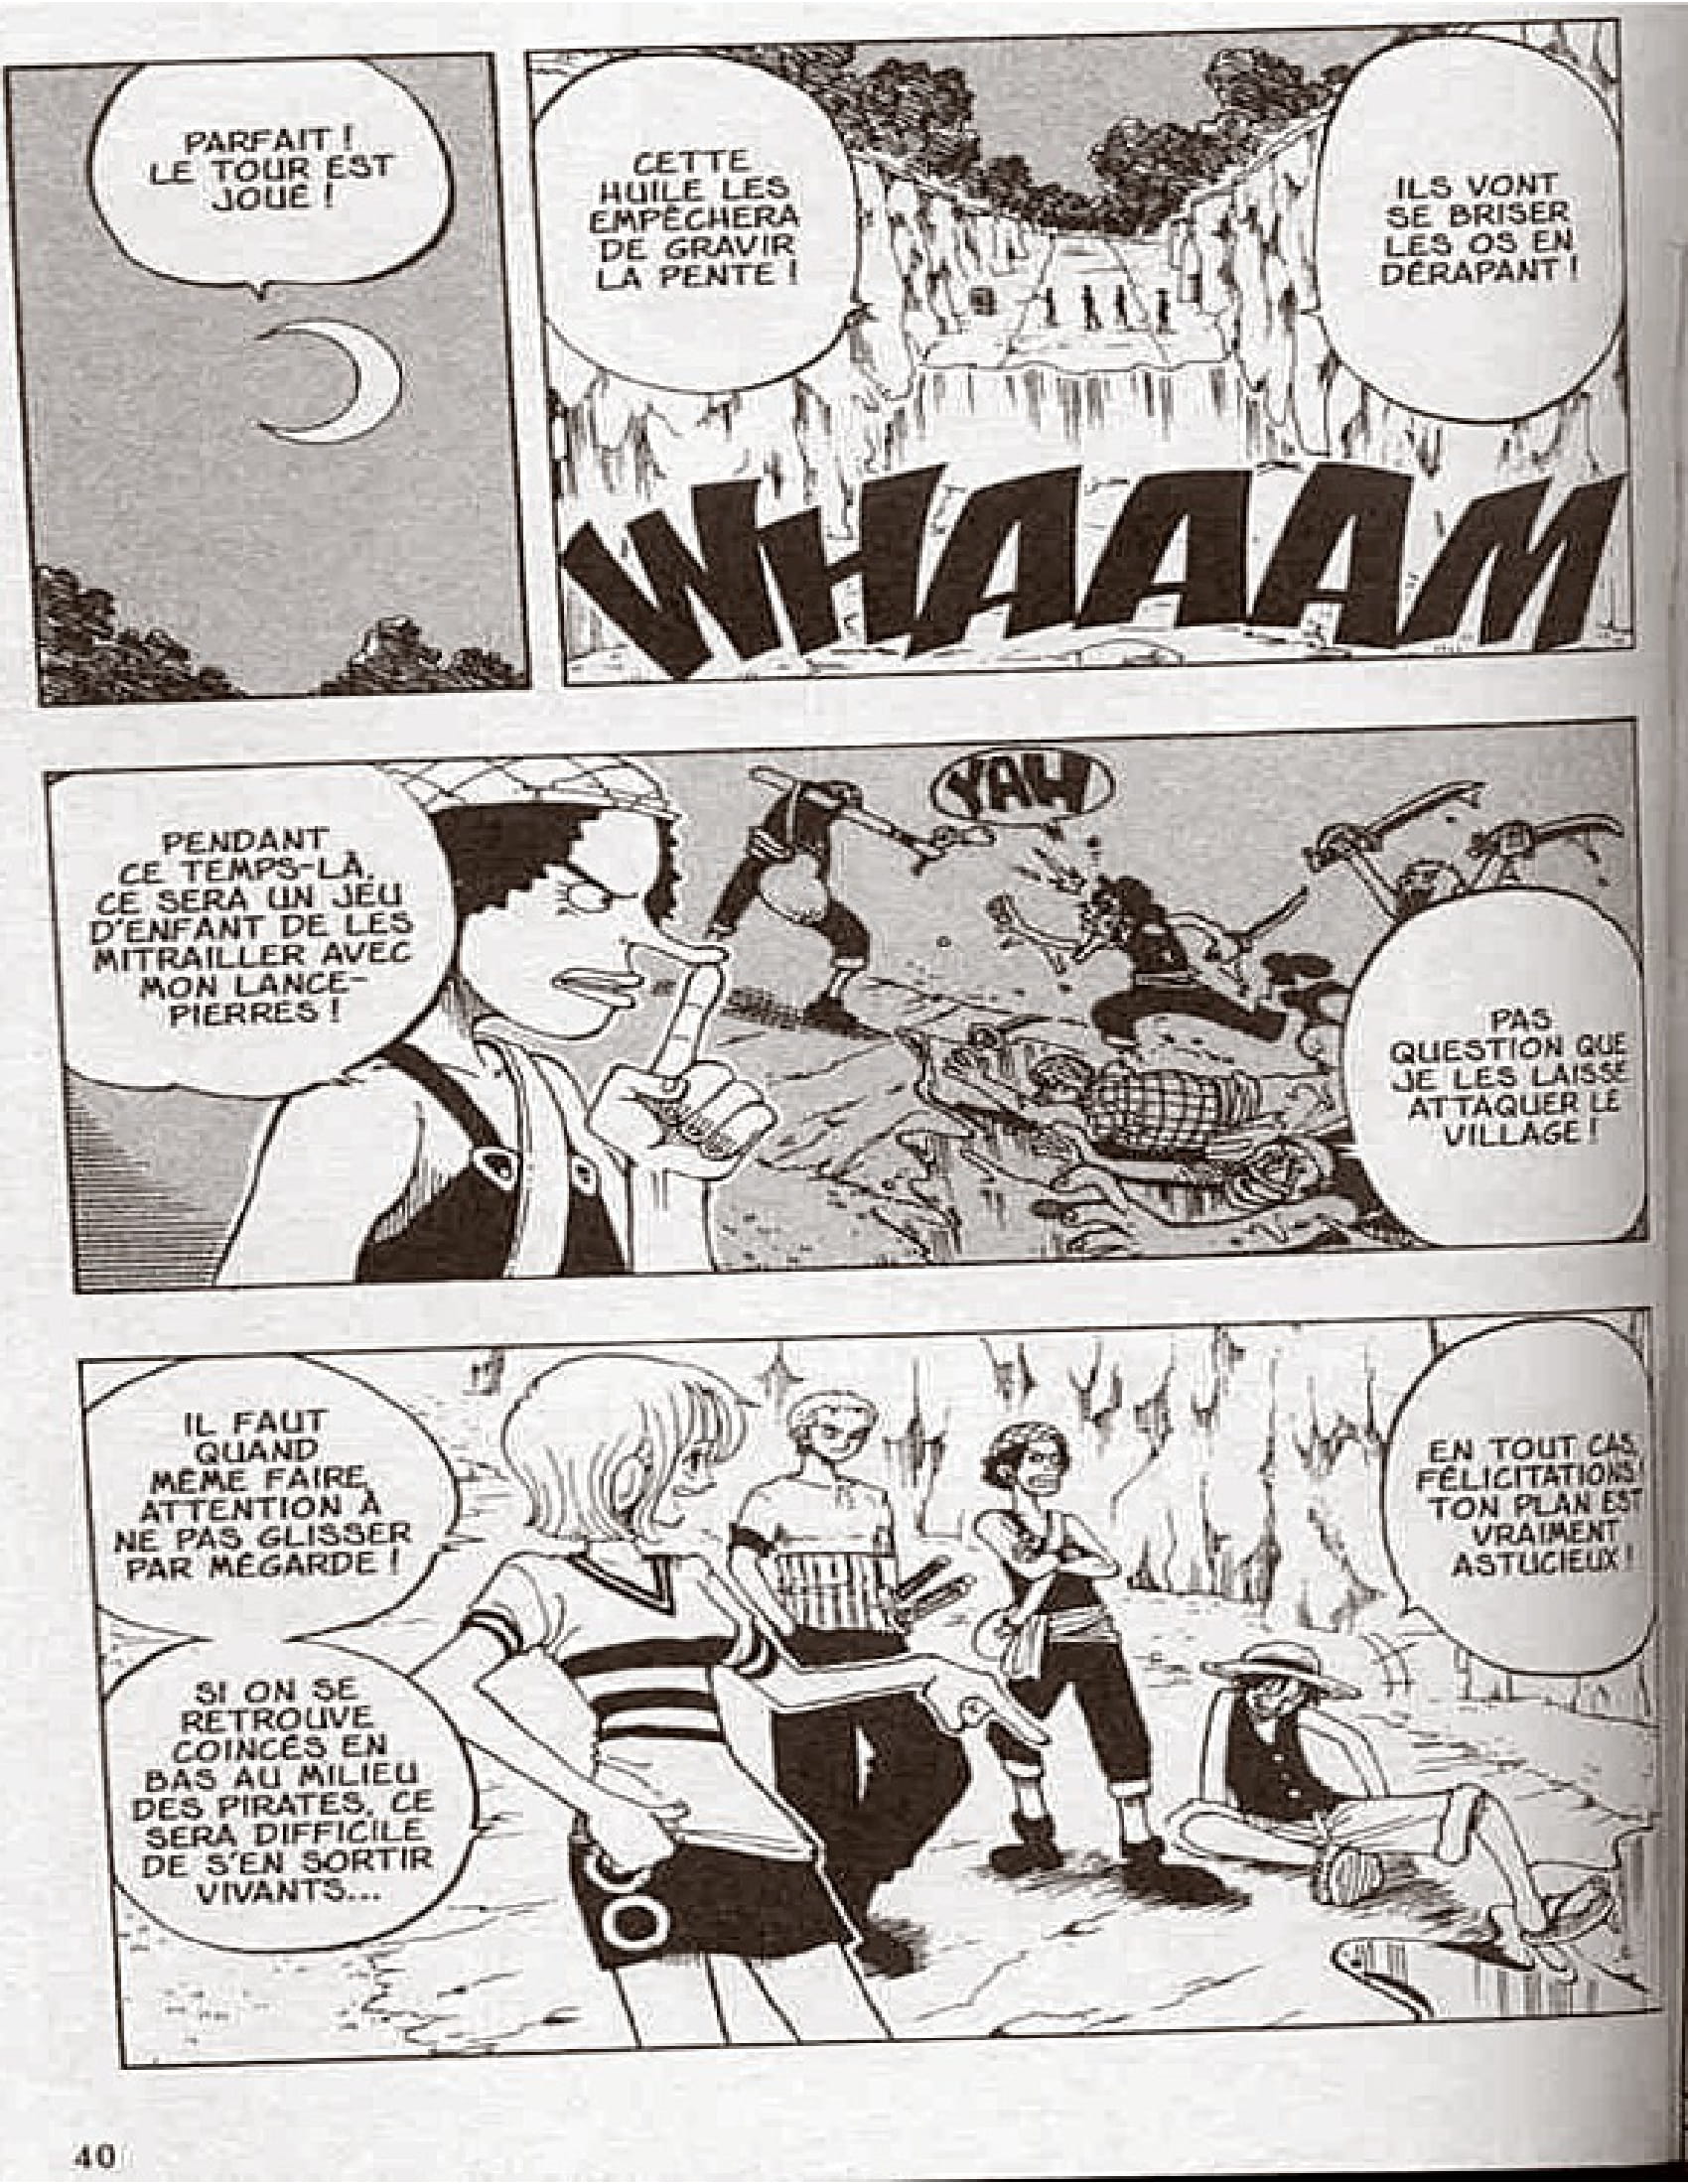 ILS VONT
SE BRISER
LES OS EN
DÉRAPANT !
CETTE
HUILE LES
EMPÊCHERA
DE GRAVIR
LA PENTE !
WHAAAM
PARFAIT !
LE TOUR EST
JOUÉ !
PAS
QUESTION QUE
JE LES LAISSE
ATTAQUER LE
VILLAGE !
YAH
PENDANT
CE TEMPS-LÀ,
CE SERA UN JEU
D'ENFANT DE LES
MITRAILLER AVEC
MON LANCE-
PIERRES !
EN TOUT CAS,
FÉLICITATIONS !
TON PLAN EST
VRAIMENT
ASTUCIEUX !
IL FAUT
QUAND
MÊME FAIRE
ATTENTION À
NE PAS GLISSER
PAR MÉGARDE !
SI ON SE
RETROUVE
COINCÉS EN
BAS AU MILIEU
DES PIRATES, CE
SERA DIFFICILE
DE S'EN SORTIR
VIVANTS...
40